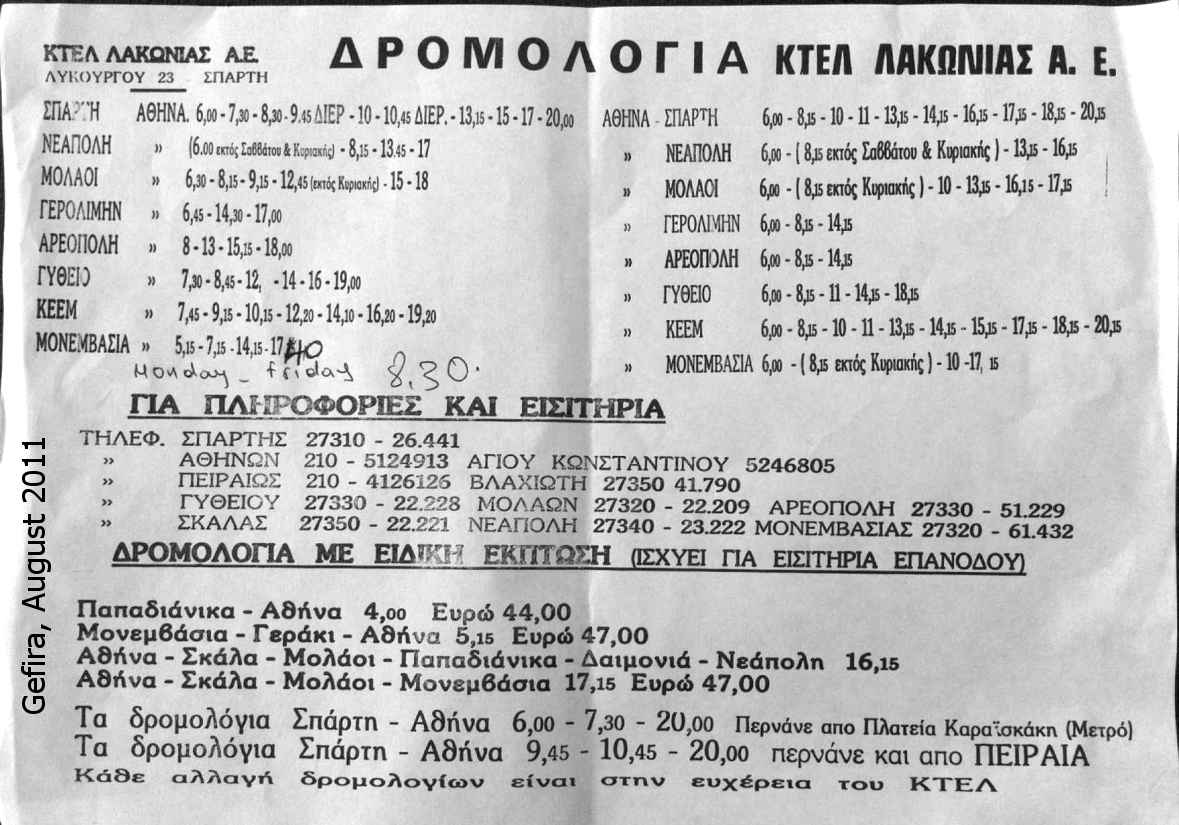 ΚΤΕΛ ΛΑΚΩΝΙΑΣ Α.Ε.
ΛΥΚΟΥΡΓΟΥ 23 - ΣΠΑΡΤΗ
ΔΡΟΜΟΛΟΓΙΑ ΚΤΕΛ ΛΑΚΩΝΙΑΣ Α. Ε.
ΣΠΑΡΤΗ ΑΘΗΝΑ. 6,00 - 7,30 - 8,30 - 9.45 ΔΙΕΡ - 10 - 10,45 ΔΙΕΡ. - 13,15 - 15 - 17 - 20,00
ΝΕΑΠΟΛΗ » (6.00 εκτός Σαββάτου & Κυριακής) - 8,15 - 13.45 - 17
ΜΟΛΑΟΙ » 6,30 - 8,15 - 9,15 - 12,45 (εκτός Κυριακής) - 15 - 18
ΓΕΡΟΛΙΜΗΝ » 6,45 - 14,30 - 17,00
ΑΡΕΟΠΟΛΗ » 8 - 13 - 15,15 - 18,00
ΓΥΘΕΙΟ » 7,30 - 8,45 - 12, - 14 - 16 - 19,00
ΚΕΕΜ » 7,45 - 9,15 - 10,15 - 12,20 - 14,10 - 16,20 - 19,20
ΜΟΝΕΜΒΑΣΙΑ » 5,15 - 7,15 - 14,15 - 17 40
Monday - friday 8.30.
ΑΘΗΝΑ - ΣΠΑΡΤΗ 6,00 - 8,15 - 10 - 11 - 13,15 - 14,15 - 16,15 - 17,15 - 18,15 - 20,15
» ΝΕΑΠΟΛΗ 6,00 - ( 8,15 εκτός Σαββάτου & Κυριακής ) - 13,15 - 16,15
» ΜΟΛΑΟΙ 6,00 - ( 8,15 εκτός Κυριακής ) - 10 - 13,15 - 16,15 - 17,15
» ΓΕΡΟΛΙΜΗΝ 6,00 - 8,15 - 14,15
» ΑΡΕΟΠΟΛΗ 6,00 - 8,15 - 14,15
» ΓΥΘΕΙΟ 6,00 - 8,15 - 11 - 14,15 - 18,15
» ΚΕΕΜ 6,00 - 8,15 - 10 - 11 - 13,15 - 14,15 - 15,15 - 17,15 - 18,15 - 20,15
» ΜΟΝΕΜΒΑΣΙΑ 6,00 - ( 8,15 εκτός Κυριακής ) - 10 -17, 15
ΓΙΑ ΠΛΗΡΟΦΟΡΙΕΣ ΚΑΙ ΕΙΣΙΤΗΡΙΑ
ΤΗΛΕΦ. ΣΠΑΡΤΗΣ 27310 - 26.441
» ΑΘΗΝΩΝ 210 - 5124913 ΑΓΙΟΥ ΚΩΝΣΤΑΝΤΙΝΟΥ 5246805
» ΠΕΙΡΑΙΩΣ 210 - 4126126 ΒΛΑΧΙΩΤΗ 27350 41.790
» ΓΥΘΕΙΟΥ 27330 - 22.228 ΜΟΛΑΩΝ 27320 - 22.209 ΑΡΕΟΠΟΛΗ 27330 - 51.229
» ΣΚΑΛΑΣ 27350 - 22.221 ΝΕΑΠΟΛΗ 27340 - 23.222 ΜΟΝΕΜΒΑΣΙΑΣ 27320 - 61.432
ΔΡΟΜΟΛΟΓΙΑ ΜΕ ΕΙΔΙΚΗ ΕΚΠΤΩΣΗ (ΙΣΧΥΕΙ ΓΙΑ ΕΙΣΙΤΗΡΙΑ ΕΠΑΝΟΔΟΥ)
Παπαδιάνικα - Αθήνα 4,00 Ευρώ 44,00
Μονεμβάσια - Γεράκι - Αθήνα 5,15 Ευρώ 47,00
Αθήνα - Σκάλα - Μολάοι - Παπαδιάνικα - Δαιμονιά - Νεάπολη 16,15
Αθήνα - Σκάλα - Μολάοι - Μονεμβάσια 17,15 Ευρώ 47,00
Τα δρομολόγια Σπάρτη - Αθήνα 6,00 - 7,30 - 20,00 Περνάνε απο Πλατεία Καραϊσκάκη (Μετρό)
Τα δρομολόγια Σπάρτη - Αθήνα 9,45 - 10,45 - 20,00 περνάνε και απο ΠΕΙΡΑΙΑ
Κάθε αλλαγή δρομολογίων είναι στην ευχέρεια του ΚΤΕΛ
Gefira, August 2011